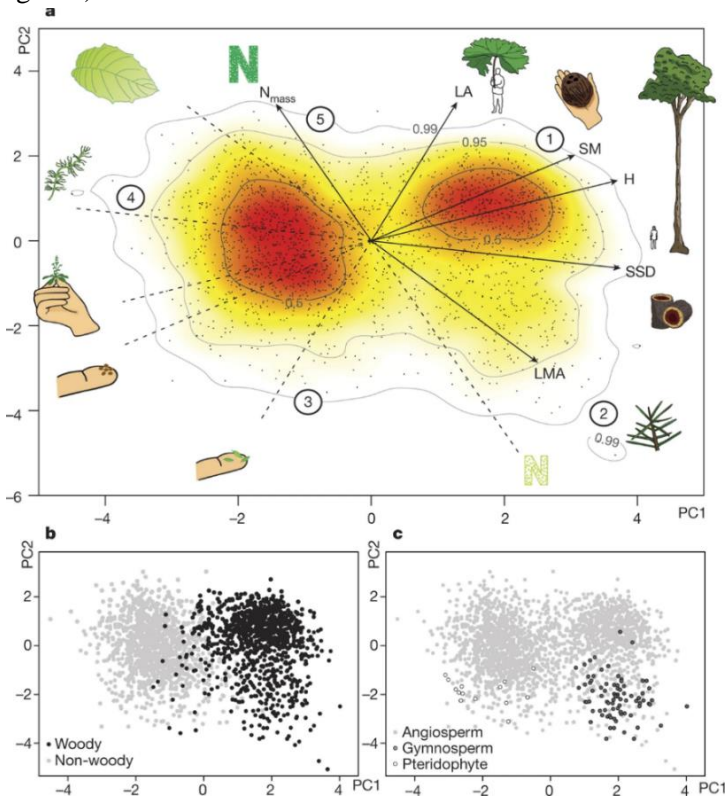 a
PC2
4
2
0
−2
−4
−6
N
N mass
5
LA
0.99
0.95
1
SM
H
4
0.5
SSD
0.5
LMA
3
2
0.99
N
−4
−2
0
2
4
PC1
b
PC2
2
0
−2
−4
Woody
Non-woody
−4
−2
0
2
4
PC1
c
PC2
2
0
−2
−4
Angiosperm
Gymnosperm
Pteridophyte
−4
−2
0
2
4
PC1